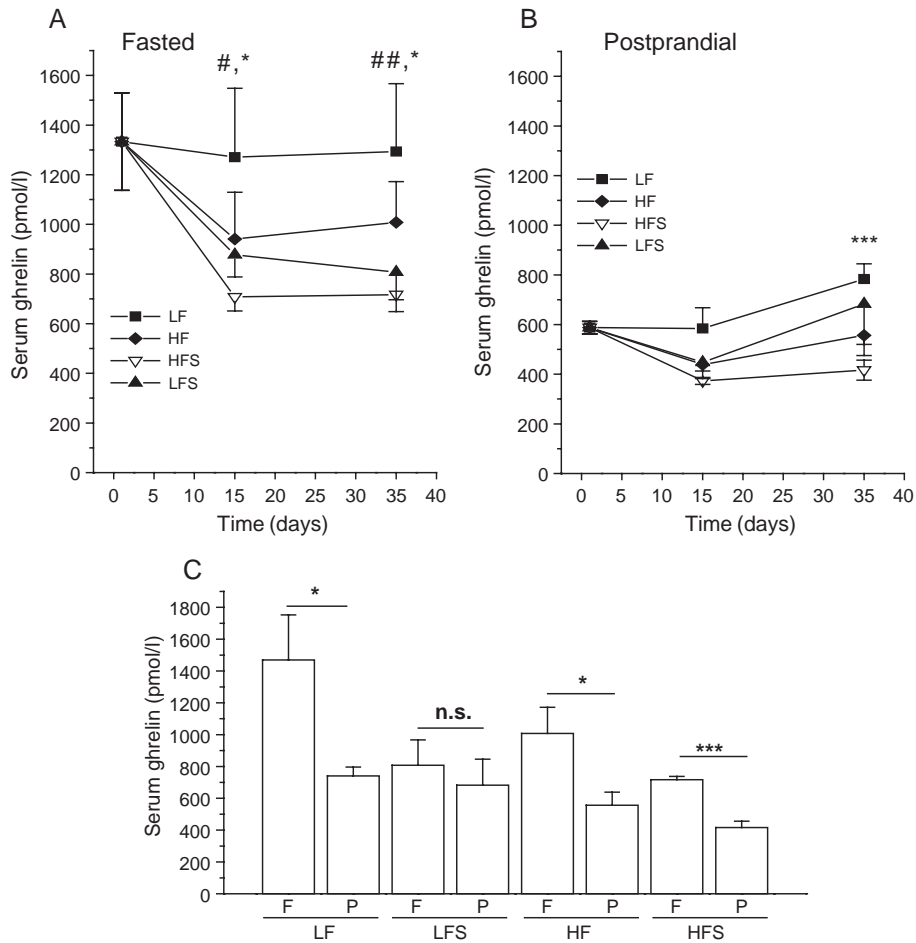 A
Fasted
#,*
##,*
1600
1400
1200
1000
800
600
400
200
0
Serum ghrelin (pmol/l)
LF
HF
HFS
LFS
0 5 10 15 20 25 30 35 40
Time (days)
B
Postprandial
1600
1400
1200
1000
800
600
400
200
0
Serum ghrelin (pmol/l)
LF
HF
HFS
LFS
***
0 5 10 15 20 25 30 35 40
Time (days)
C
1800
1600
1400
1200
1000
800
600
400
200
0
Serum ghrelin (pmol/l)
*
n.s.
*
***
F P F P F P F P
LF LFS HF HFS